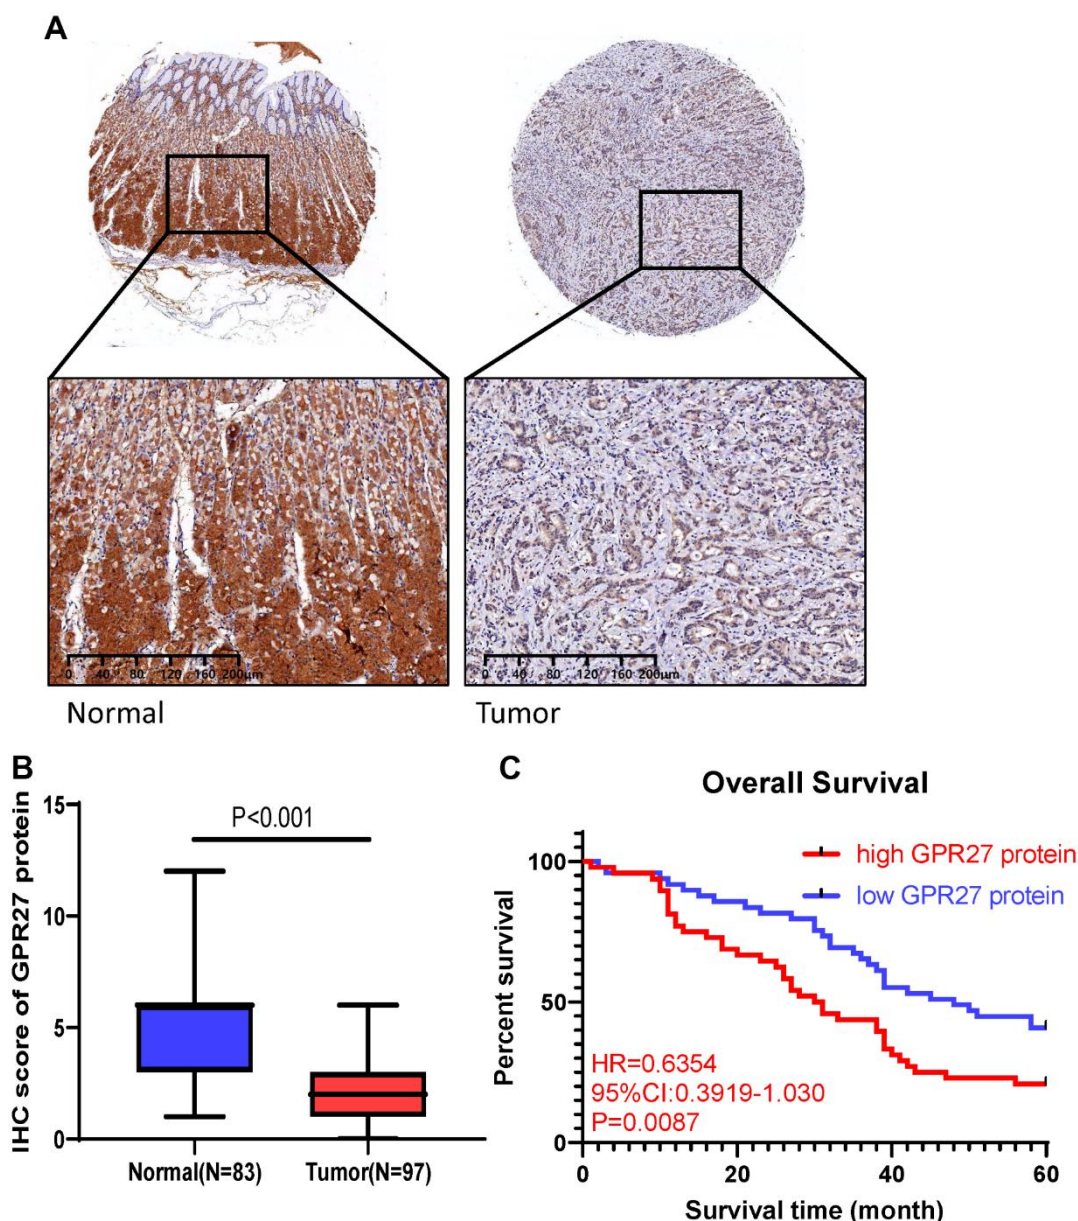 A
0 40 80 120 160 200μm
0 40 80 120 160 200μm
Normal
Tumor
B
IHC score of GPR27 protein
15
10
5
0
P<0.001
Normal(N=83)
Tumor(N=97)
C
Overall Survival
high GPR27 protein
low GPR27 protein
Percent survival
100
50
0
HR=0.6354
95%CI:0.3919-1.030
P=0.0087
0 20 40 60
Survival time (month)